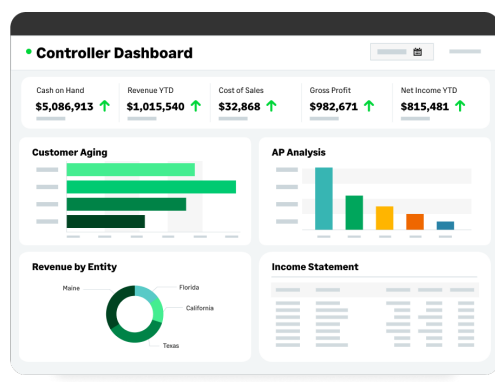 Controller Dashboard
Cash on Hand
$5,086,913
Revenue YTD
$1,015,540
Cost of Sales
$32,868
Gross Profit
$982,671
Net Income YTD
$815,481
Customer Aging
AP Analysis
Revenue by Entity
Maine
Florida
California
Texas
Income Statement